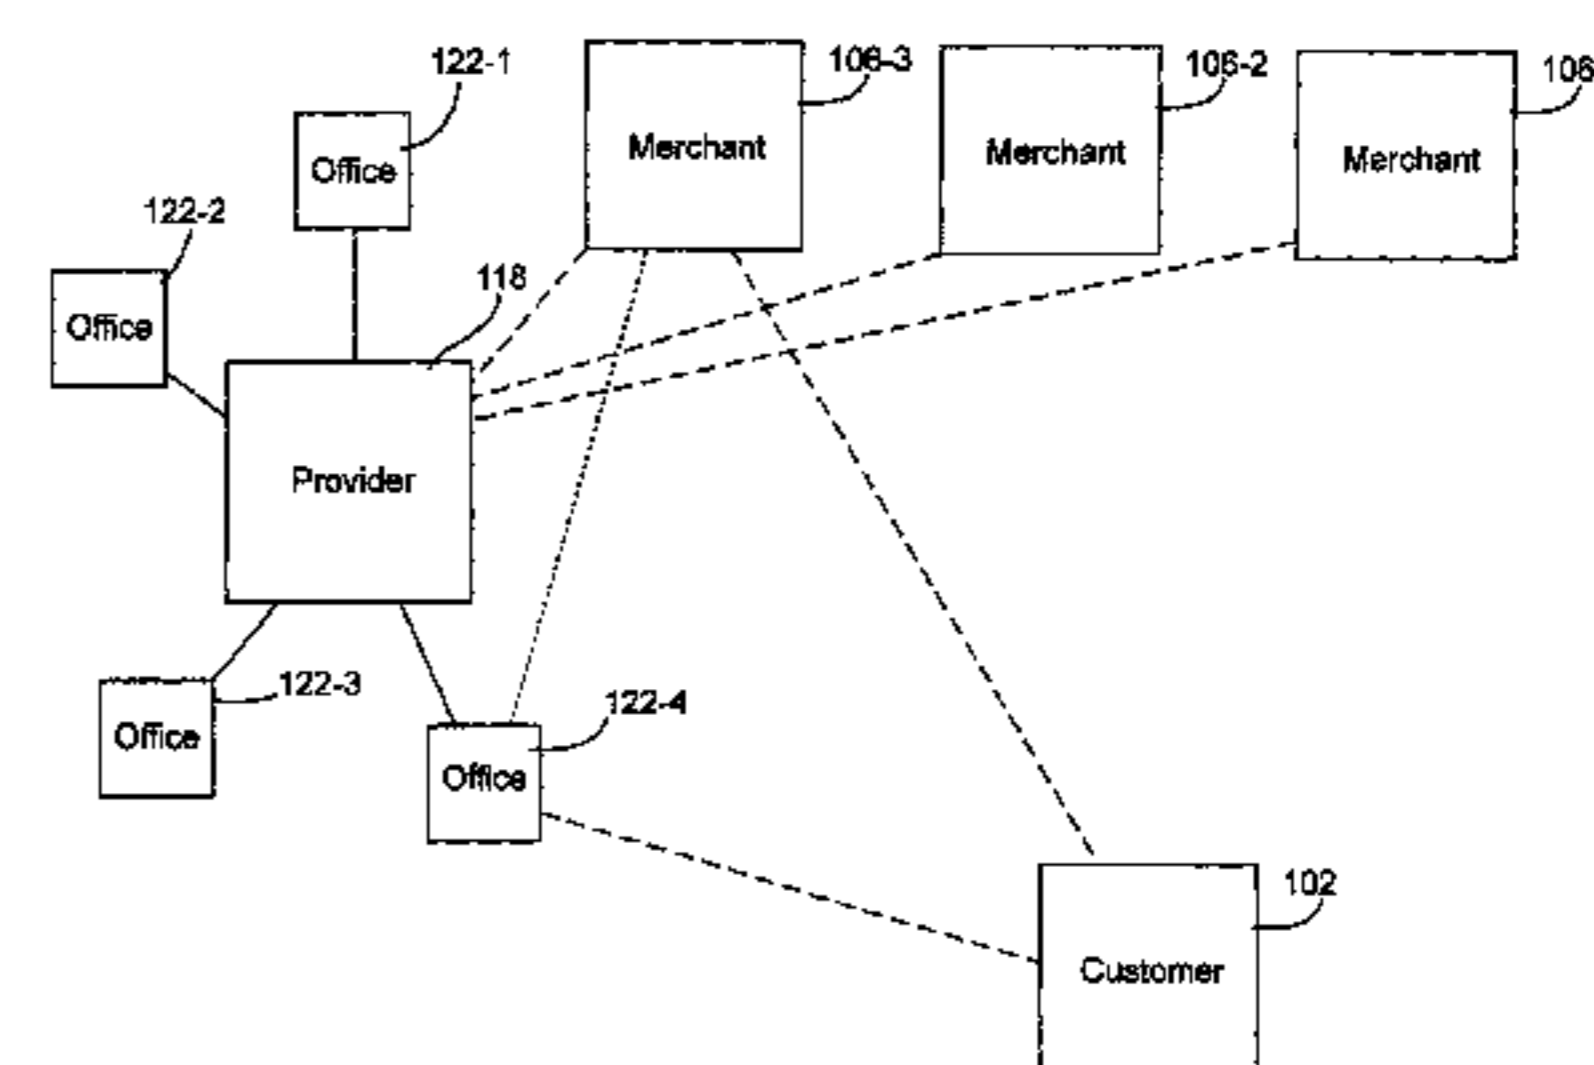 122-1
106-3
106-2
106
Merchant
Merchant
Merchant
Office
122-2
118
Office
Provider
122-3
122-4
Office
Office
102
Customer